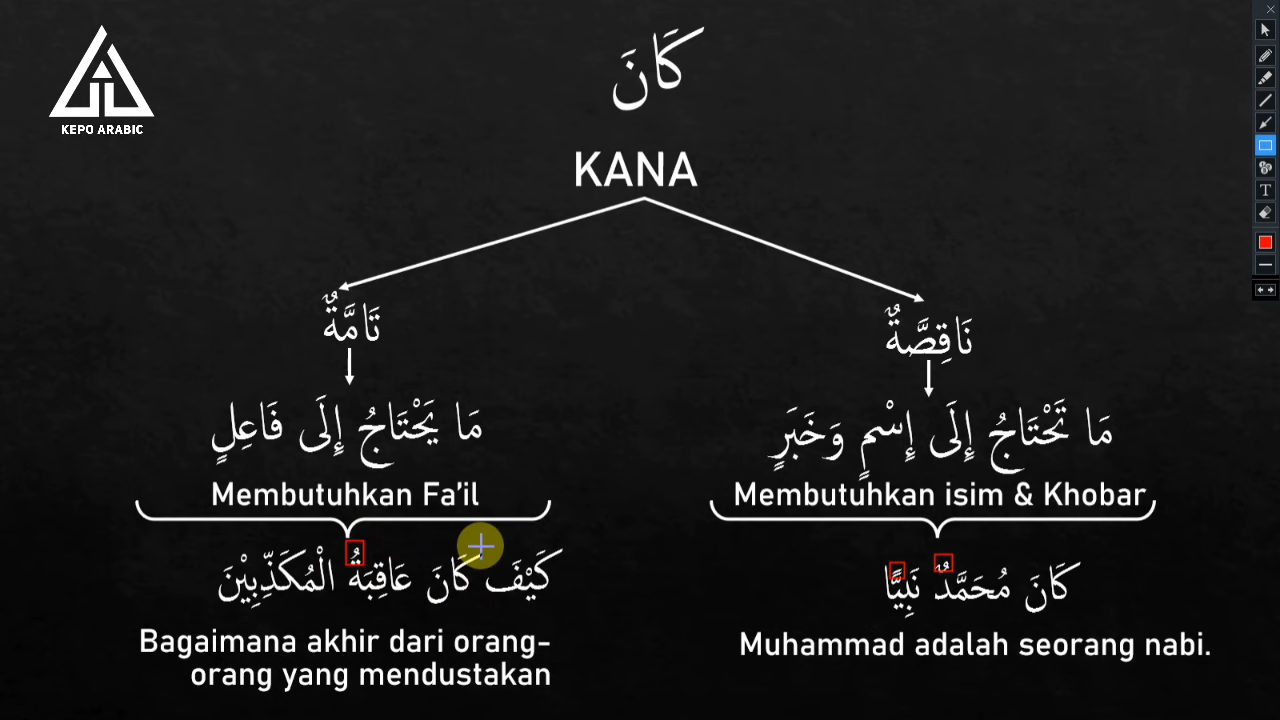 كَانَ
KEPO ARABIC
KANA
تَامَّةٌ
مَا يَحْتَاجُ إِلَى فَاعِلٍ
Membutuhkan Fa'il
كَيْفَ كَانَ عَاقِبَةُ الْمُكَذِّبِيْنَ
Bagaimana akhir dari orang-
orang yang mendustakan
نَاقِصَّةٌ
مَا تَحْتَاجُ إِلَى إِسْمٍ وَخَبَرٍ
Membutuhkan isim & Khobar
كَانَ مُحَمَّدٌ نَبِيًّا
Muhammad adalah seorang nabi.